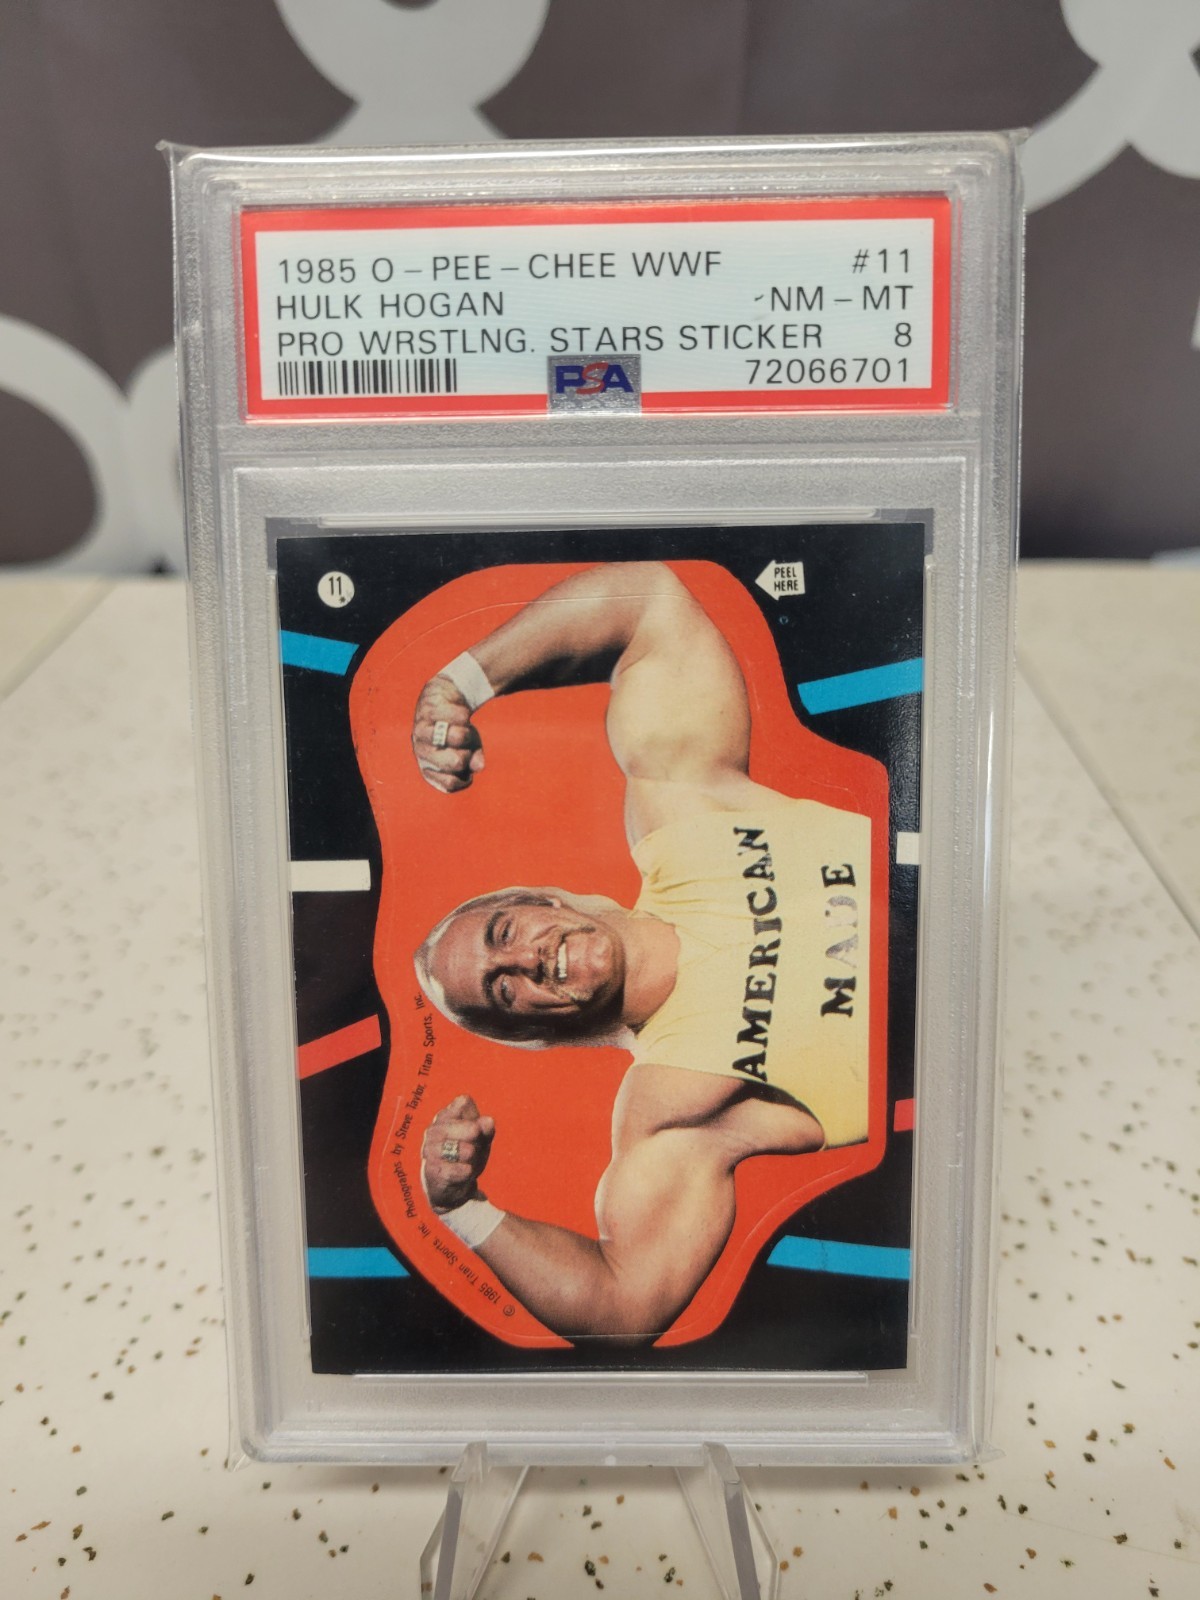 1985 O-PEE-CHEE WWF #11
HULK HOGAN NM-MT
PRO WRSTLNG. STARS STICKER 8
PSA 72066701
11
PEEL
HERE
AMERICAN
MADE
© 1985 Titan Sports, Inc. Photographs by Steve Taylor, Titan Sports, Inc.